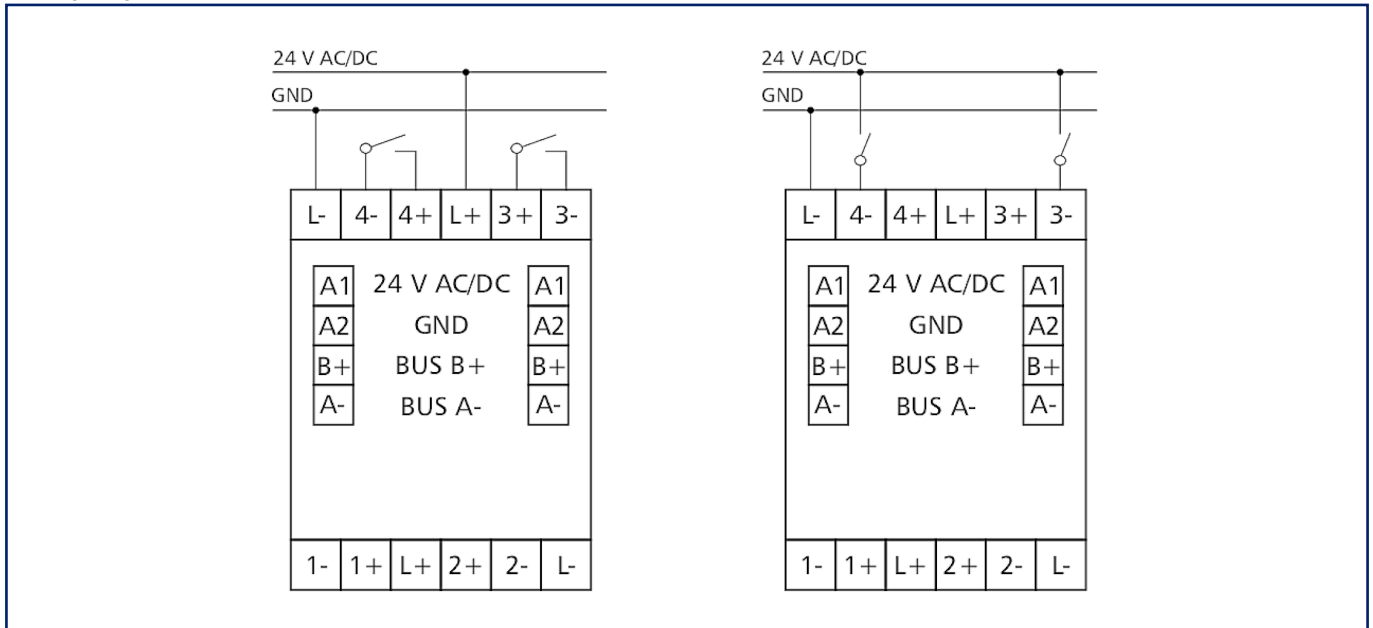 24 V AC/DC
GND
L- 4- 4+ L+ 3+ 3-
A1 24 V AC/DC A1
A2 GND A2
B+ BUS B+ B+
A- BUS A- A-
1- 1+ L+ 2+ 2- L-
24 V AC/DC
GND
L- 4- 4+ L+ 3+ 3-
A1 24 V AC/DC A1
A2 GND A2
B+ BUS B+ B+
A- BUS A- A-
1- 1+ L+ 2+ 2- L-